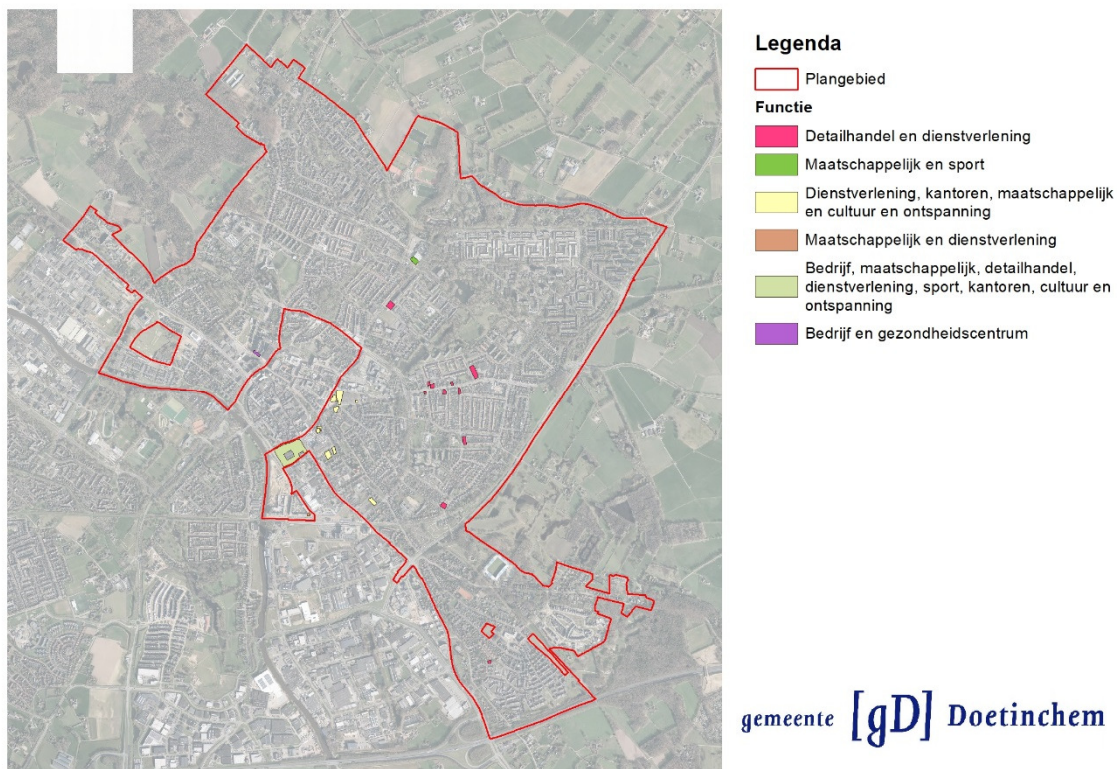 Legenda
Plangebied
Functie
Detailhandel en dienstverlening
Maatschappelijk en sport
Dienstverlening, kantoren, maatschappelijk
en cultuur en ontspanning
Maatschappelijk en dienstverlening
Bedrijf, maatschappelijk, detailhandel,
dienstverlening, sport, kantoren, cultuur en
ontspanning
Bedrijf en gezondheidscentrum
gemeente [gD] Doetinchem